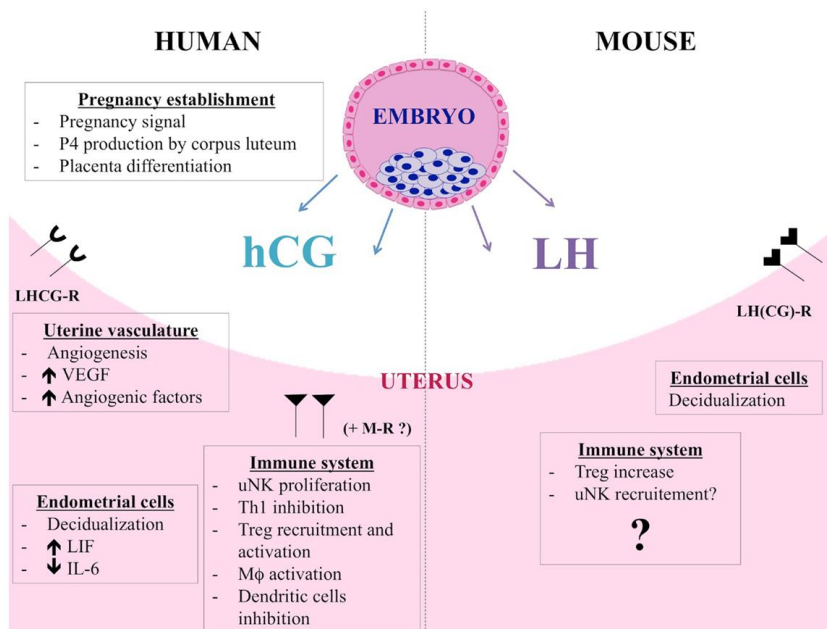 HUMAN
MOUSE
Pregnancy establishment
- Pregnancy signal
- P4 production by corpus luteum
- Placenta differentiation
EMBRYO
hCG
LH
LHCG-R
LH(CG)-R
Uterine vasculature
- Angiogenesis
- ↑ VEGF
- ↑ Angiogenic factors
UTERUS
(+ M-R ?)
Endometrial cells
Decidualization
Endometrial cells
- Decidualization
- ↑ LIF
- ↓ IL-6
Immune system
- uNK proliferation
- Th1 inhibition
- Treg recruitment and
activation
- Mϕ activation
- Dendritic cells
inhibition
Immune system
- Treg increase
- uNK recruitement?
?